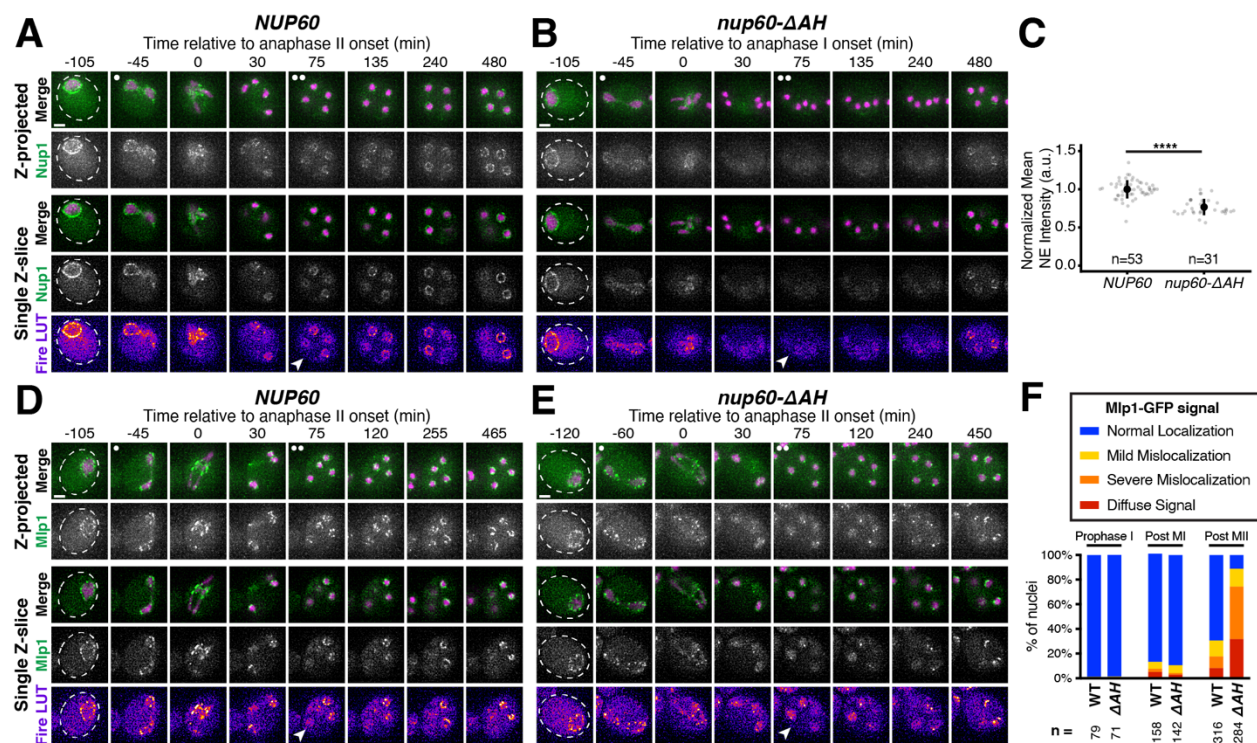 A
NUP60
Time relative to anaphase II onset (min)
-105 -45 0 30 75 135 240 480
Z-projected
Merge
Nup1
Single Z-slice
Merge
Nup1
Fire LUT
B
nup60-ΔAH
Time relative to anaphase I onset (min)
-105 -45 0 30 75 135 240 480
C
Normalized Mean
NE Intensity (a.u.)
1.5
1.0
0.5
0.0
****
n=53 n=31
NUP60 nup60-ΔAH
D
NUP60
Time relative to anaphase II onset (min)
-105 -45 0 30 75 120 255 465
Z-projected
Merge
Mlp1
Single Z-slice
Merge
Mlp1
Fire LUT
E
nup60-ΔAH
Time relative to anaphase II onset (min)
-120 -60 0 30 75 120 240 450
F
Mlp1-GFP signal
Normal Localization
Mild Mislocalization
Severe Mislocalization
Diffuse Signal
Prophase I Post MI Post MII
% of nuclei
100%
80%
60%
40%
20%
0%
WT ΔAH WT ΔAH WT ΔAH
n = 79 71 158 142 316 284